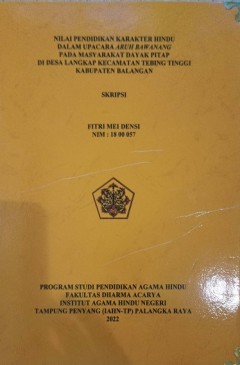 NILAI PENDIDIKAN KARAKTER HINDU
DALAM UPACARA ARUH BAWANANG
PADA MASYARAKAT DAYAK PITAP
DI DESA LANGKAP KECAMATAN TEBING TINGGI
KABUPATEN BALANGAN
SKRIPSI
FITRI MEI DENSI
NIM : 18 00 057
PROGRAM STUDI PENDIDIKAN AGAMA HINDU
FAKULTAS DHARMA ACARYA
INSTITUT AGAMA HINDU NEGERI
TAMPUNG PENYANG (IAHN-TP) PALANGKA RAYA
2022